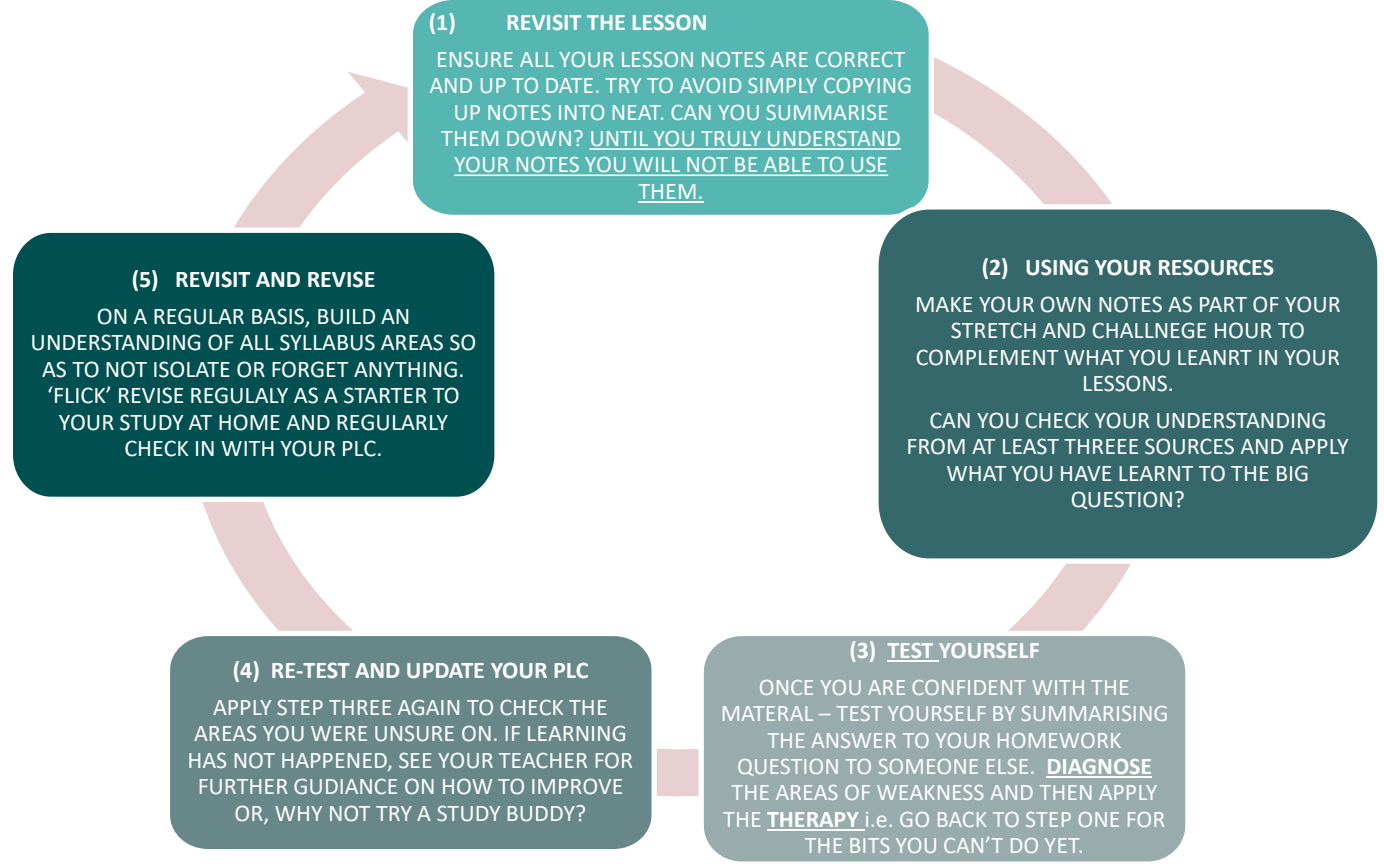 (1) REVISIT THE LESSON
ENSURE ALL YOUR LESSON NOTES ARE CORRECT
AND UP TO DATE. TRY TO AVOID SIMPLY COPYING
UP NOTES INTO NEAT. CAN YOU SUMMARISE
THEM DOWN? UNTIL YOU TRULY UNDERSTAND
YOUR NOTES YOU WILL NOT BE ABLE TO USE
THEM.
(2) USING YOUR RESOURCES
MAKE YOUR OWN NOTES AS PART OF YOUR
STRETCH AND CHALLNEGE HOUR TO
COMPLEMENT WHAT YOU LEANRT IN YOUR
LESSONS.
CAN YOU CHECK YOUR UNDERSTANDING
FROM AT LEAST THREEE SOURCES AND APPLY
WHAT YOU HAVE LEARNT TO THE BIG
QUESTION?
(3) TEST YOURSELF
ONCE YOU ARE CONFIDENT WITH THE
MATERAL – TEST YOURSELF BY SUMMARISING
THE ANSWER TO YOUR HOMEWORK
QUESTION TO SOMEONE ELSE. DIAGNOSE
THE AREAS OF WEAKNESS AND THEN APPLY
THE THERAPY i.e. GO BACK TO STEP ONE FOR
THE BITS YOU CAN'T DO YET.
(4) RE-TEST AND UPDATE YOUR PLC
APPLY STEP THREE AGAIN TO CHECK THE
AREAS YOU WERE UNSURE ON. IF LEARNING
HAS NOT HAPPENED, SEE YOUR TEACHER FOR
FURTHER GUDIANCE ON HOW TO IMPROVE
OR, WHY NOT TRY A STUDY BUDDY?
(5) REVISIT AND REVISE
ON A REGULAR BASIS, BUILD AN
UNDERSTANDING OF ALL SYLLABUS AREAS SO
AS TO NOT ISOLATE OR FORGET ANYTHING.
‘FLICK’ REVISE REGULALY AS A STARTER TO
YOUR STUDY AT HOME AND REGULARLY
CHECK IN WITH YOUR PLC.